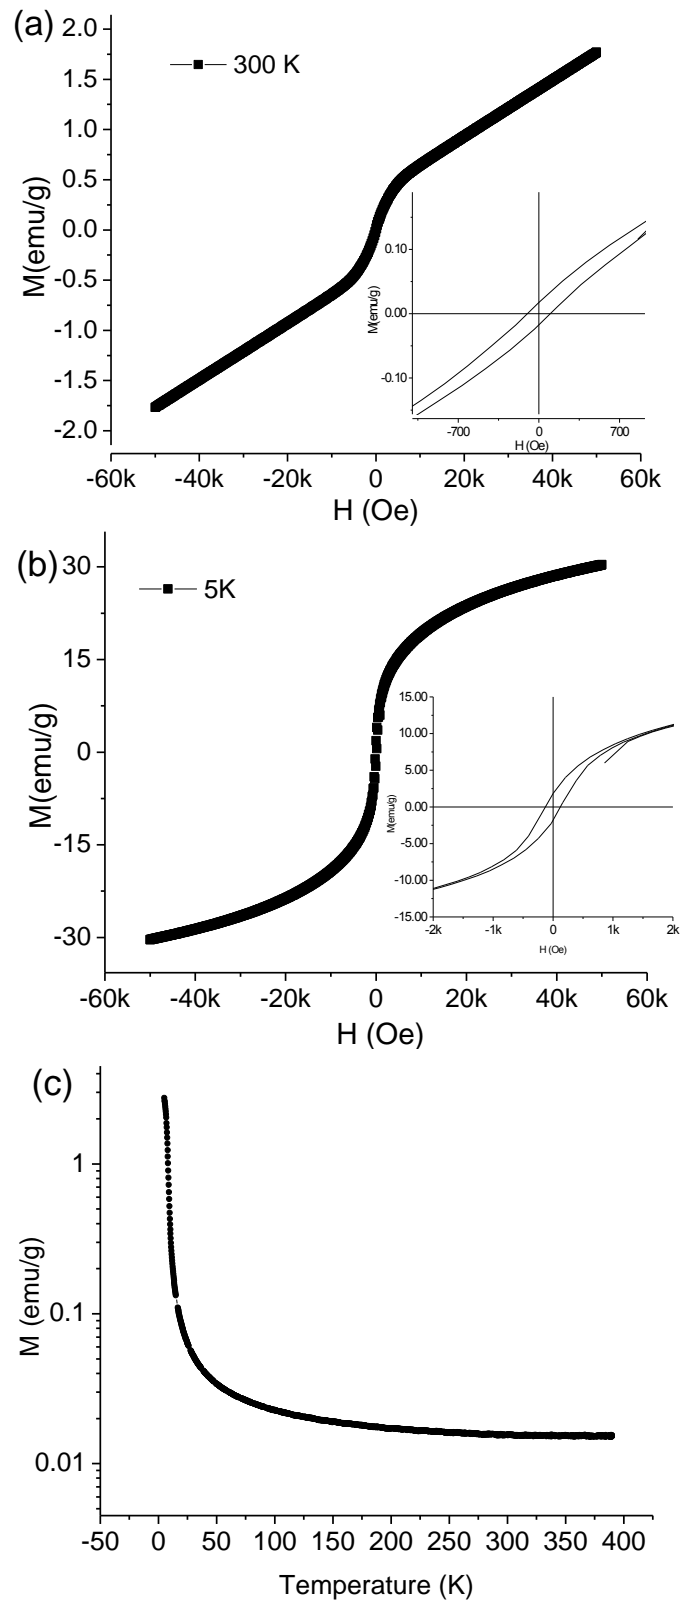 (a)
2.0
1.5
1.0
0.5
0.0
-0.5
-1.0
-1.5
-2.0
M(emu/g)
300 K
0.10
0.00
-0.10
M(emu/g)
-700 0 700
H (Oe)
-60k -40k -20k 0 20k 40k 60k
H (Oe)
(b)
30
15
0
-15
-30
M(emu/g)
5K
15.00
10.00
5.00
0.00
-5.00
-10.00
-15.00
M(emu/g)
-2k -1k 0 1k 2k
H (Oe)
-60k -40k -20k 0 20k 40k 60k
H (Oe)
(c)
1
0.1
0.01
M (emu/g)
-50 0 50 100 150 200 250 300 350 400
Temperature (K)